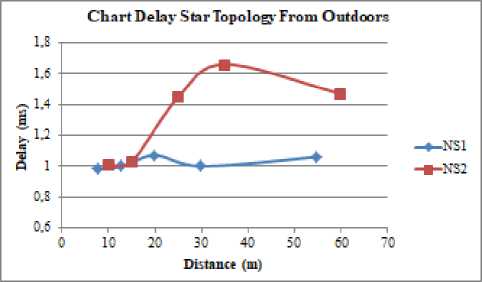 Chart Delay Star Topology From Outdoors
1,8
1,6
1,4
1,2
1
0,8
0,6
Delay (ms)
0 10 20 30 40 50 60 70
Distance (m)
NS1
NS2